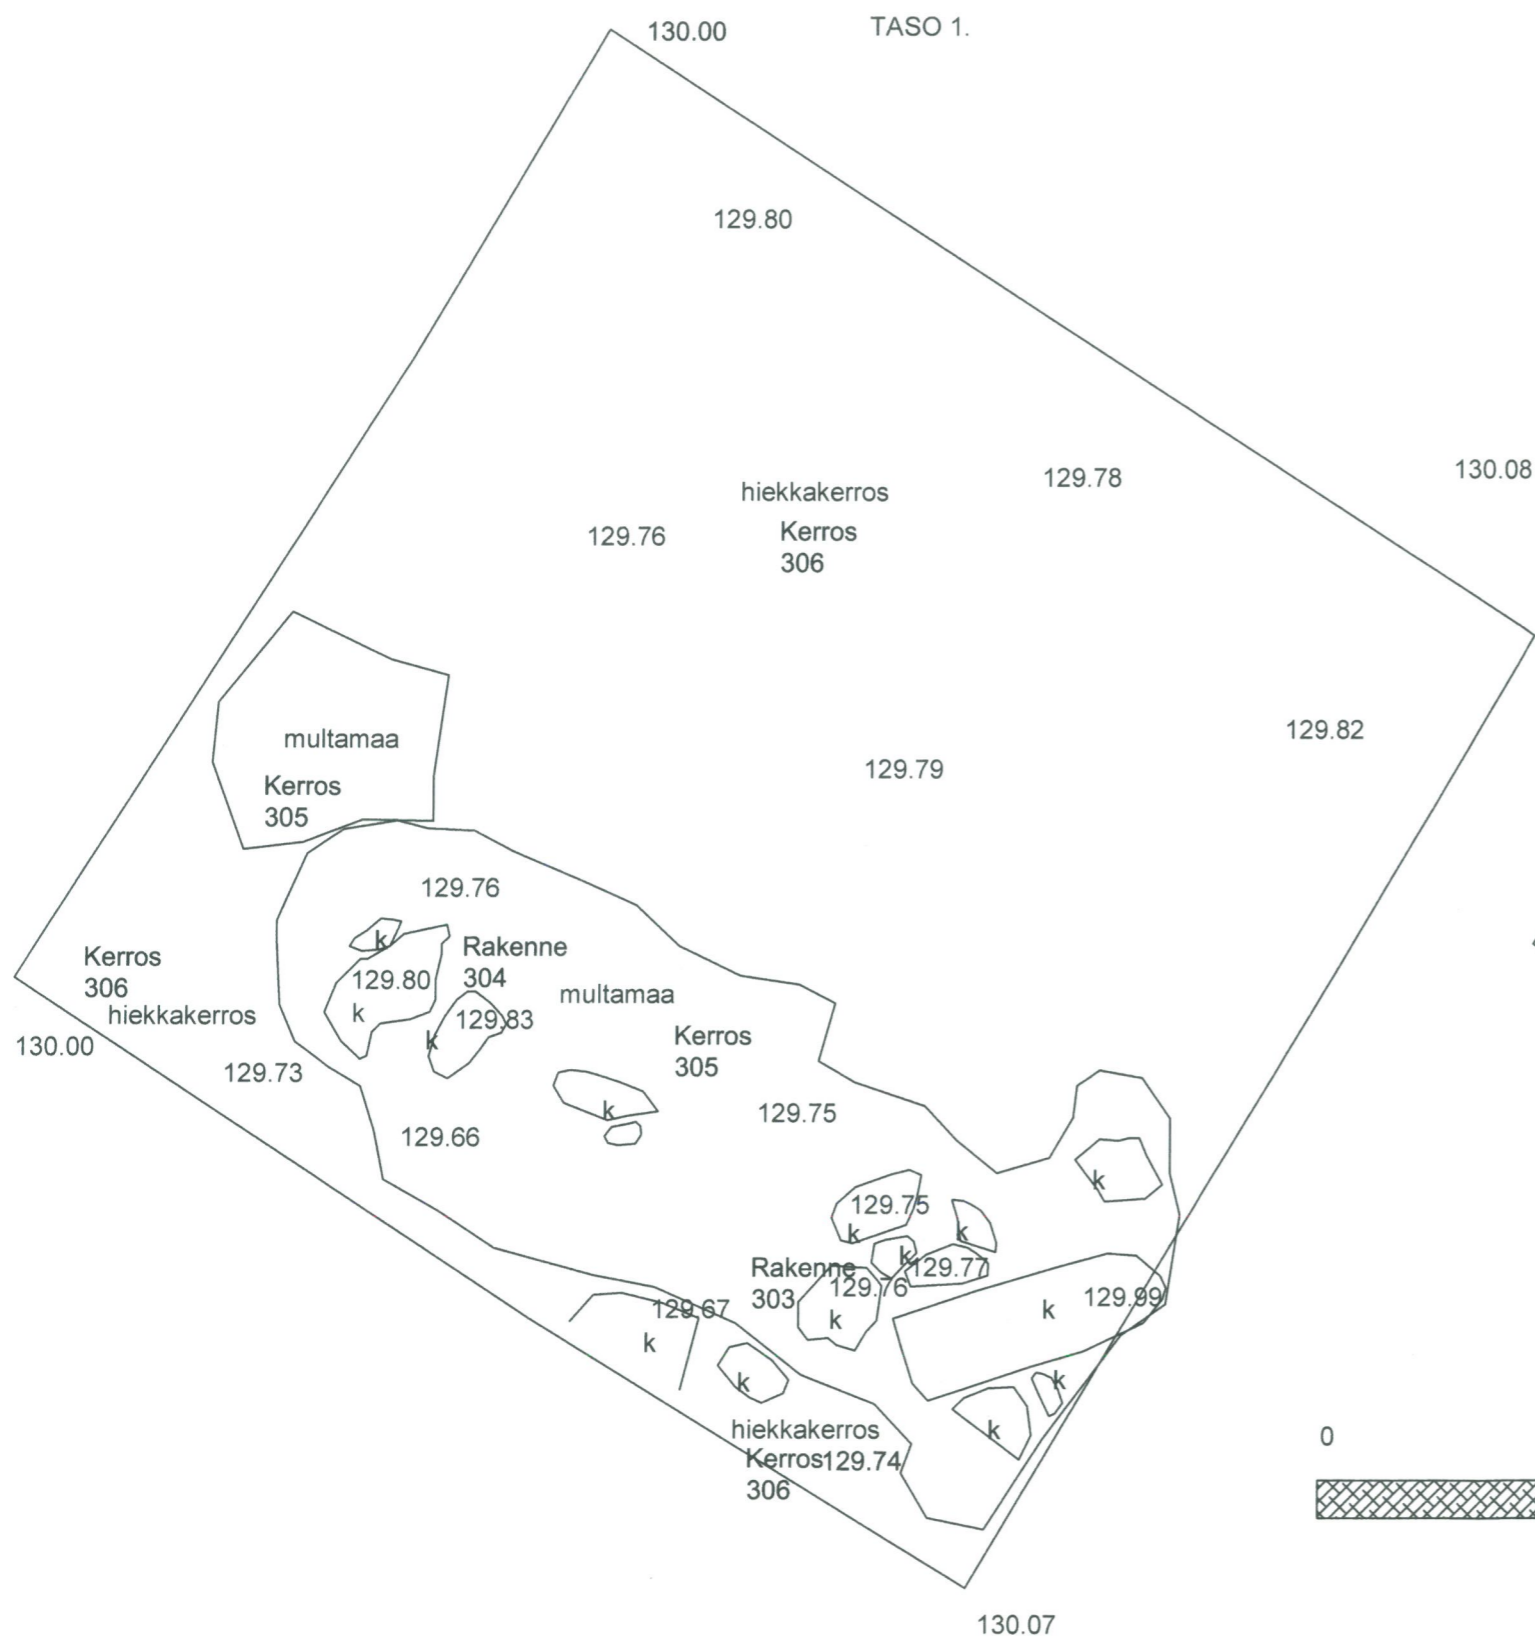 TASO 1.
130.00
129.80
130.08
129.78
hiekkakerros
129.76
Kerros
306
129.82
multamaa
129.79
Kerros
305
129.76
Rakenne
304
Kerros
306
k
129.80
multamaa
hiekkakerros
k
129.83
k
Kerros
305
130.00
129.73
k
129.75
129.66
k
129.75
k
k
k
Rakenne
303
129.77
129.76
129.99
k
129.67
k
k
k
k
k
hiekkakerros
k
Kerros
306
129.74
0
130.07